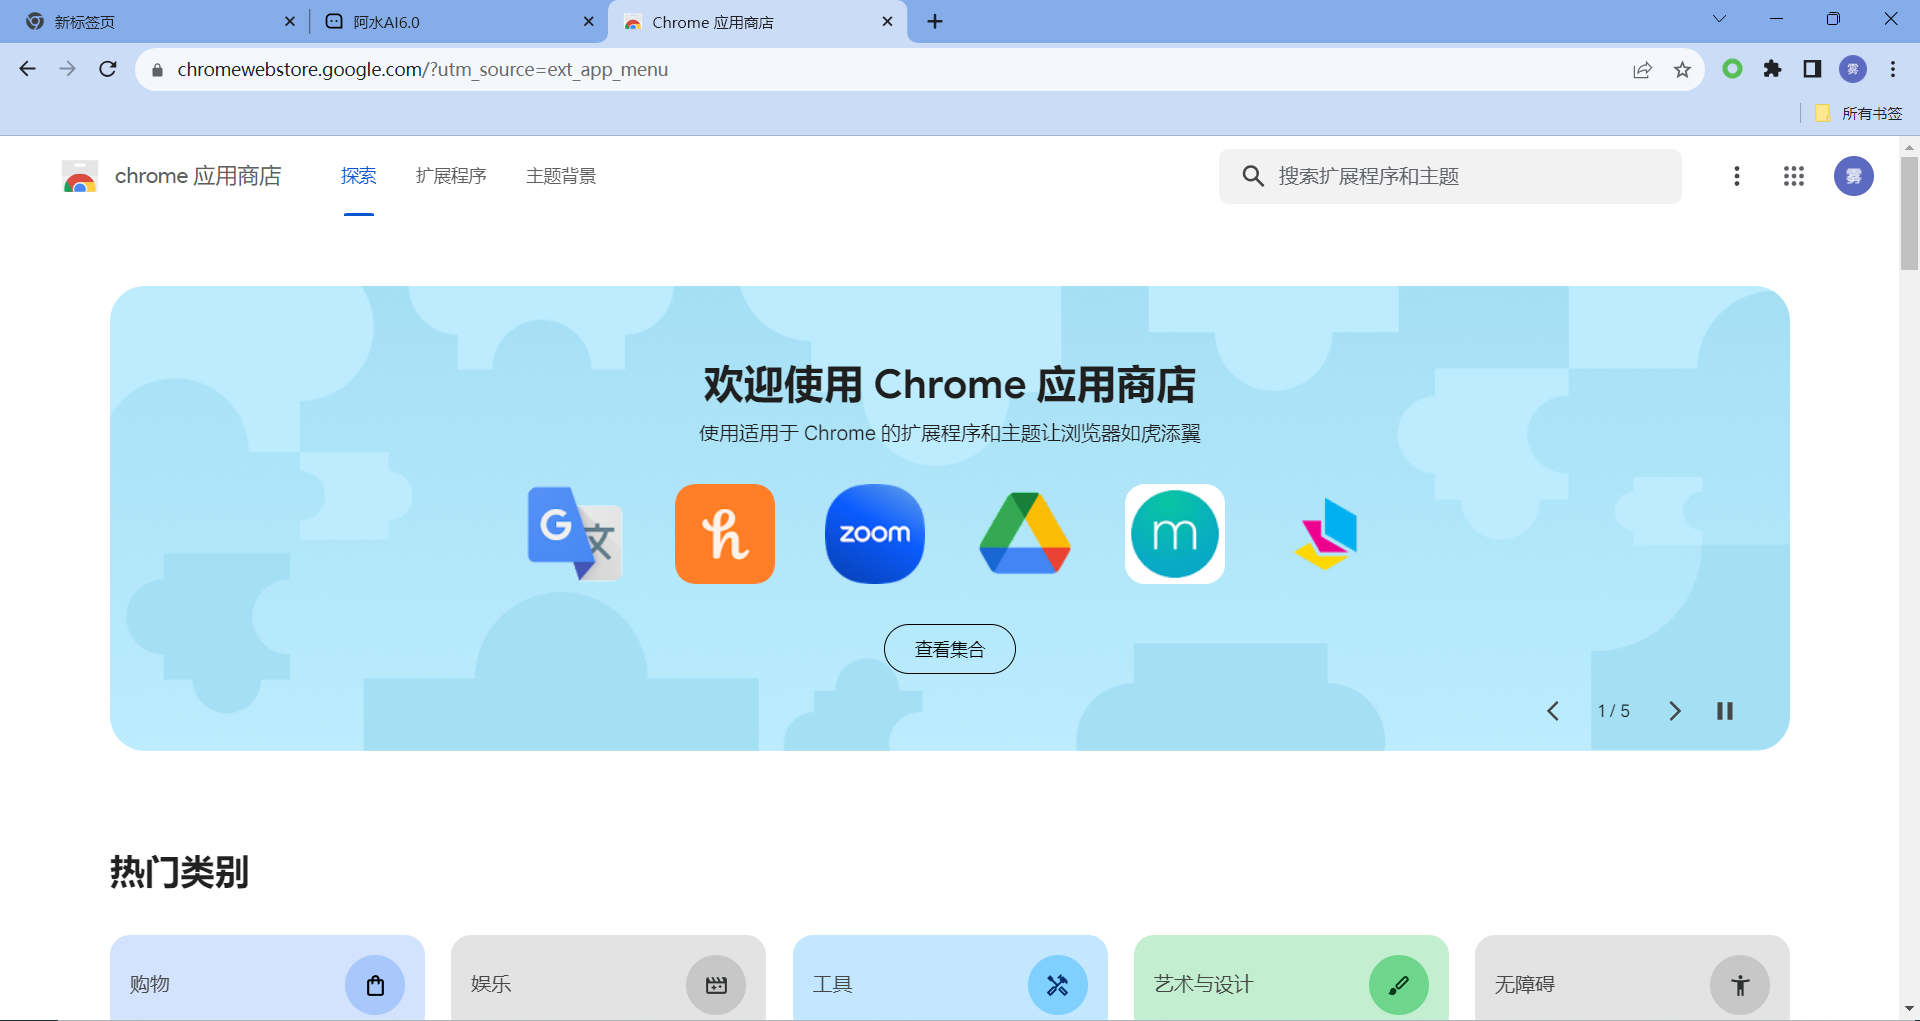 新标签页
阿水AI6.0
Chrome 应用商店
chromewebstore.google.com/?utm_source=ext_app_menu
雾
所有书签
chrome 应用商店
探索
扩展程序
主题背景
搜索扩展程序和主题
雾
欢迎使用 Chrome 应用商店
使用适用于 Chrome 的扩展程序和主题让浏览器如虎添翼
G 文
h
zoom
m
查看集合
1 / 5
热门类别
购物
娱乐
工具
艺术与设计
无障碍